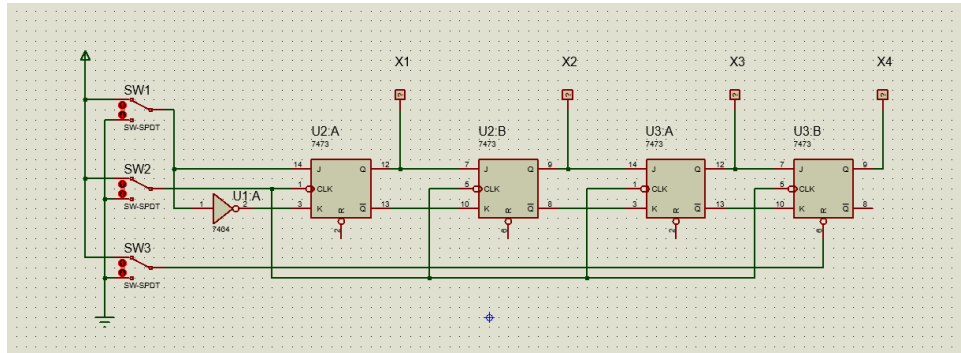 X1 X2 X3 X4
? ? ? ?
SW1
SW-SPDT
U2:A U2:B U3:A U3:B
7473 7473 7473 7473
14 J Q 12 7 J Q 9 14 J Q 12 7 J Q 9
SW2
1 CLK 5 CLK 1 CLK 5 CLK
SW-SPDT
U1:A
1 2 3 K Q 13 10 K Q 8 3 K Q 13 10 K Q 8
R R R R
7404
2 6 2 6
SW3
SW-SPDT